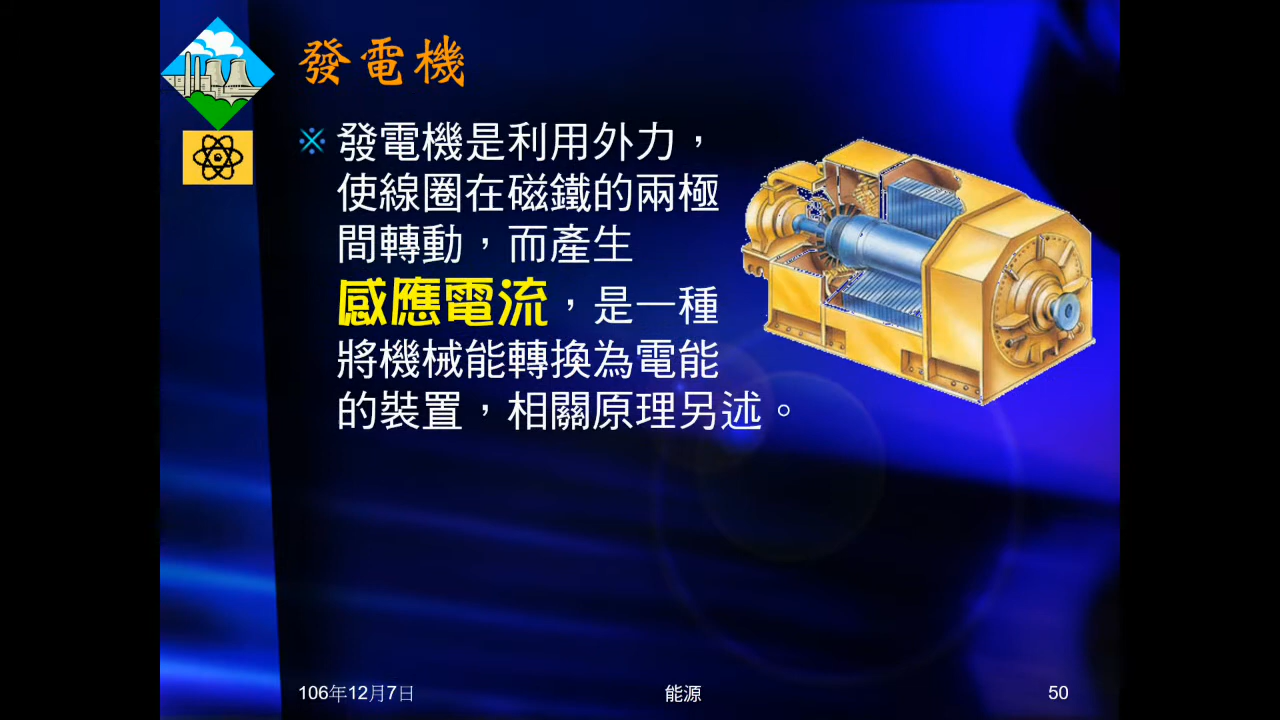 發電機
※發電機是利用外力，
使線圈在磁鐵的兩極
間轉動，而產生
感應電流，是一種
將機械能轉換為電能
的裝置，相關原理另述。
106年12月7日
能源
50